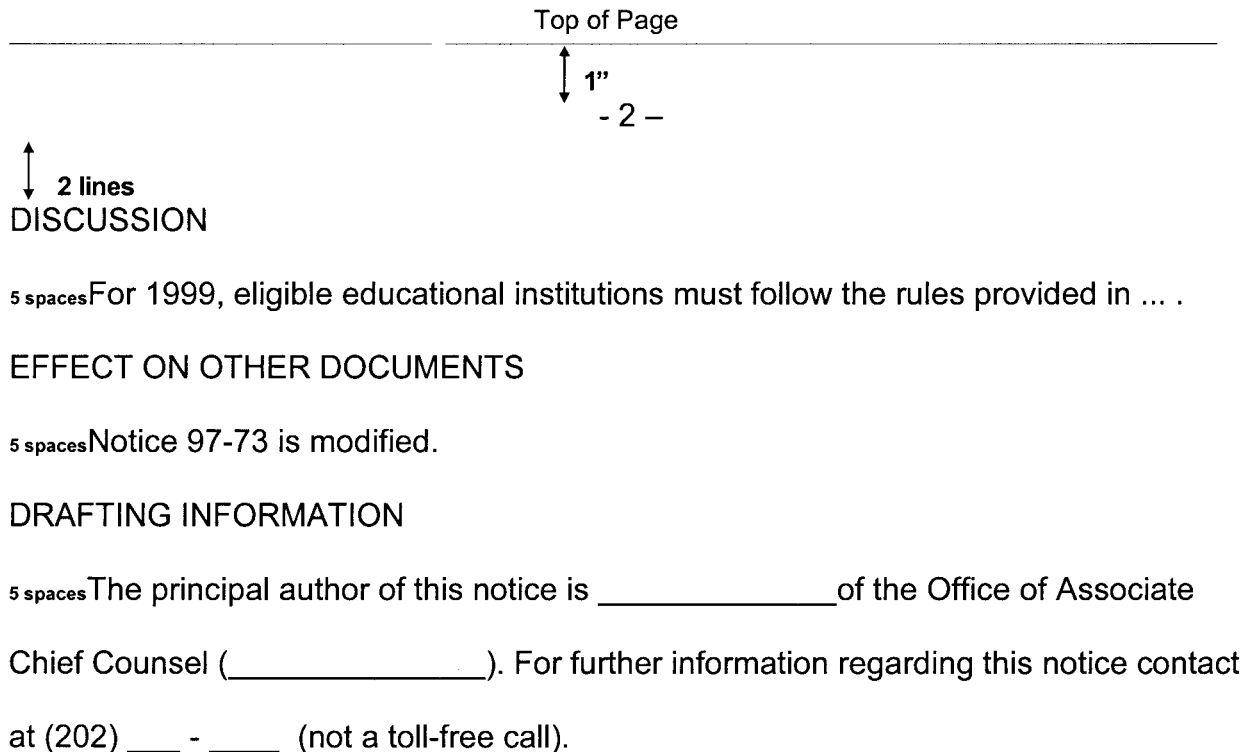 Top of Page
1”
- 2 –
2 lines
DISCUSSION
5 spacesFor 1999, eligible educational institutions must follow the rules provided in ... .
EFFECT ON OTHER DOCUMENTS
5 spacesNotice 97-73 is modified.
DRAFTING INFORMATION
5 spacesThe principal author of this notice is ______________of the Office of Associate
Chief Counsel (_______________). For further information regarding this notice contact
at (202) ___ - ____ (not a toll-free call).